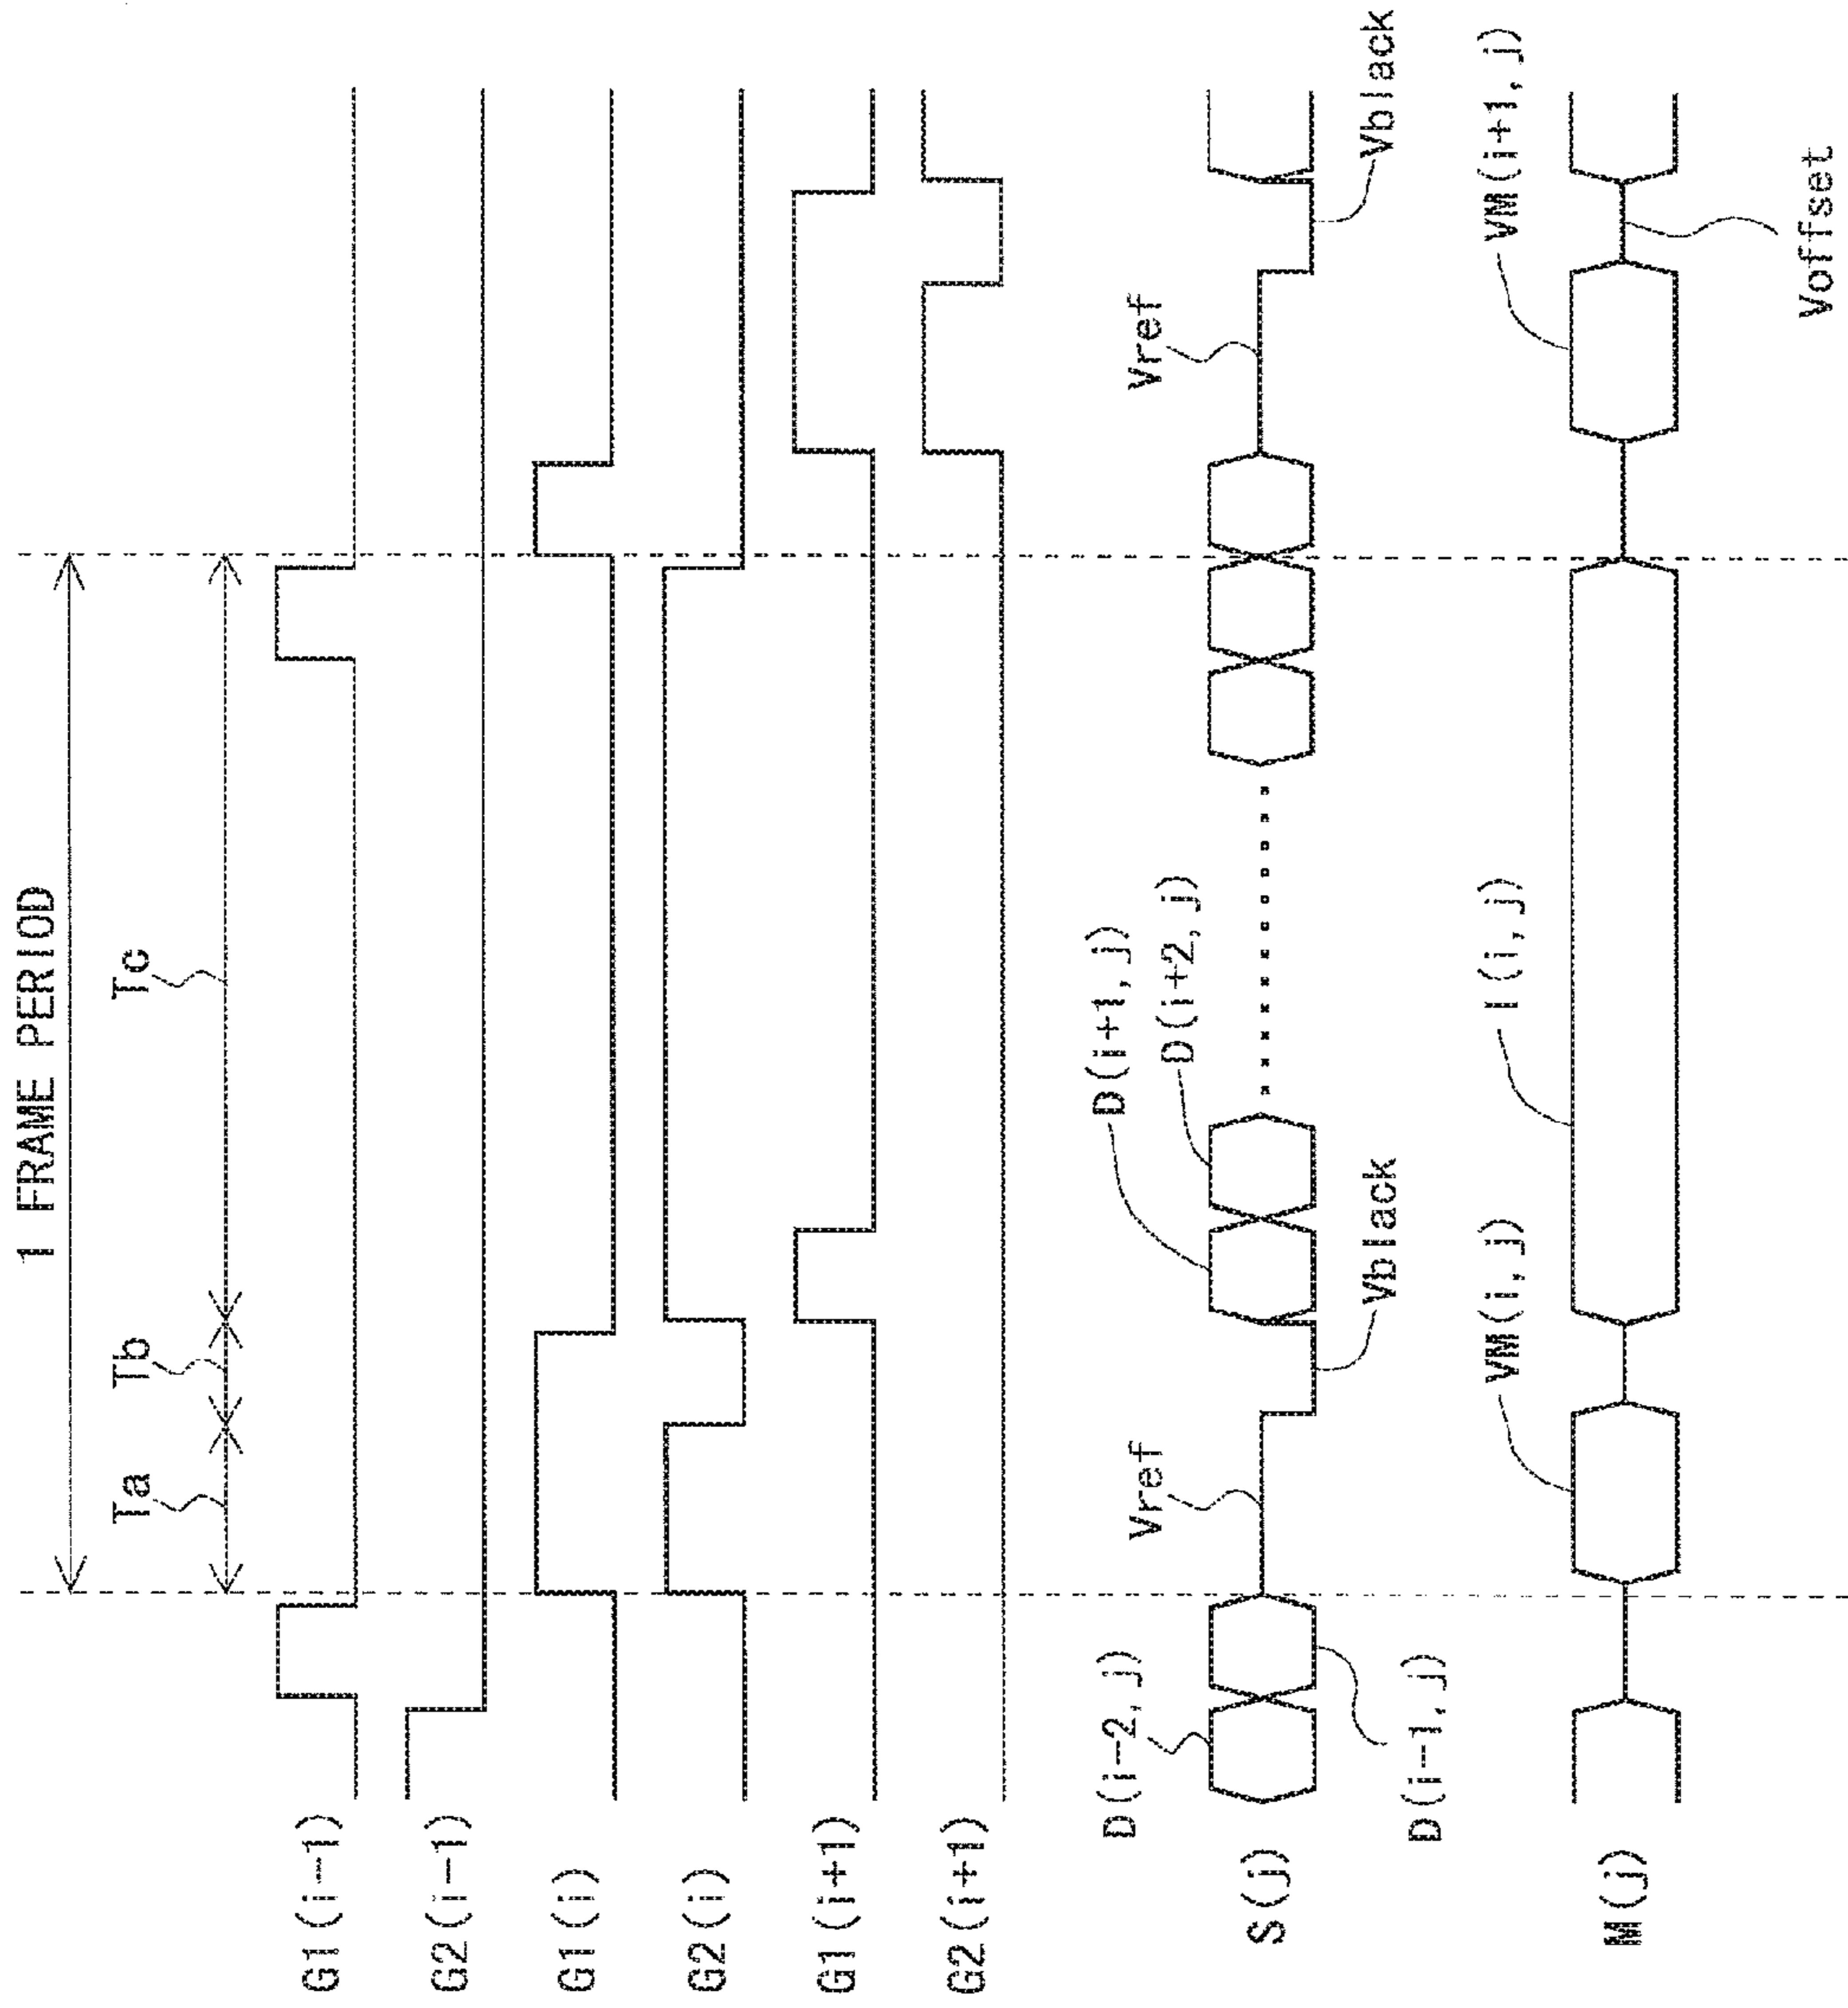 1 FRAME PERIOD
Ta
Tb
Tc
G1(i-1)
G2(i-1)
G1(i)
G2(i)
G1(i+1)
G2(i+1)
D(i-2, j)
Vref
D(i+1, j)
D(i+2, j)
Vref
S(j)
D(i-1, j)
Vblack
Vblack
VM(i, j)
I(i, j)
VM(i+1, j)
M(j)
Voffset